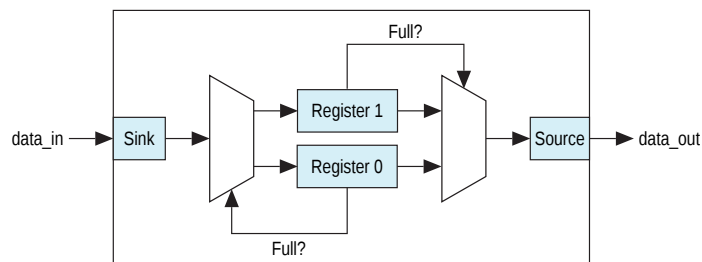 Full?
Register 1
data_in
Sink
Source
data_out
Register 0
Full?